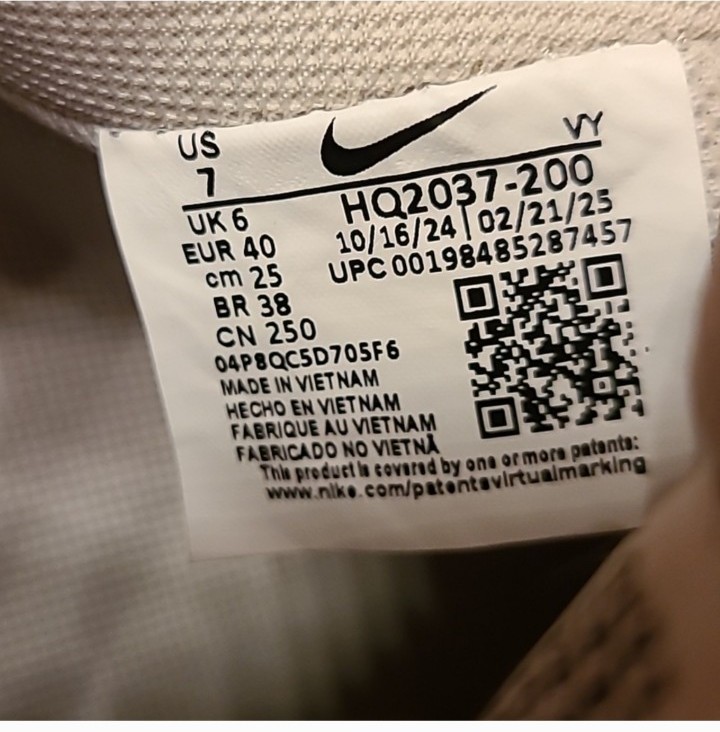 US
7
VY
UK 6
EUR 40
cm 25
BR 38
CN 250
HQ2037-200
10/16/24 | 02/21/25
UPC 00198485287457
04P8QC5D705F6
MADE IN VIETNAM
HECHO EN VIETNAM
FABRIQUE AU VIETNAM
FABRICADO NO VIETNÃ
This product is covered by one or more patents:
www.nike.com/patentsvirtualmarking